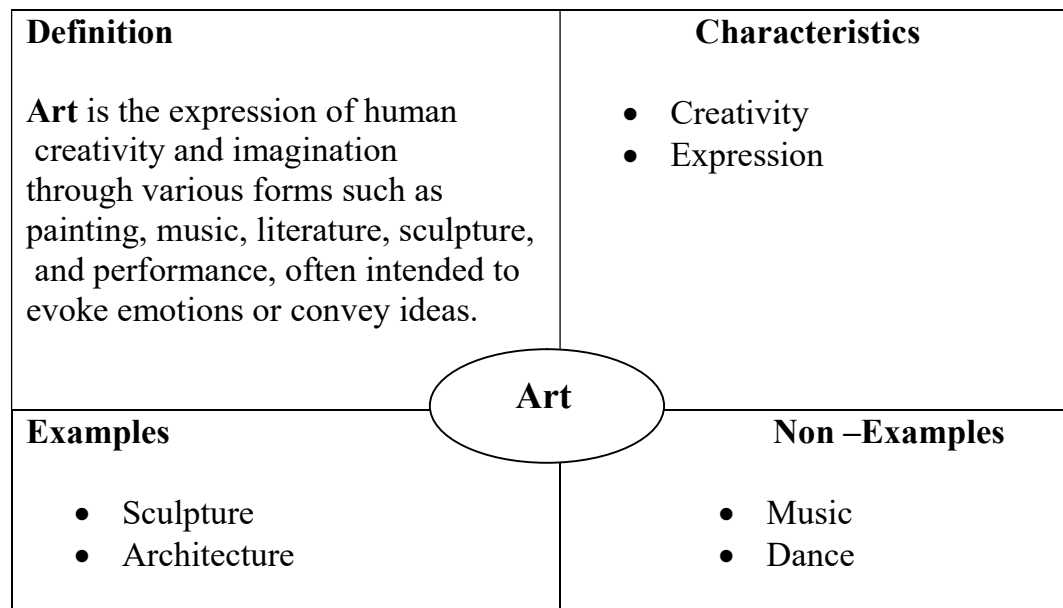 Definition
Art is the expression of human
creativity and imagination
through various forms such as
painting, music, literature, sculpture,
and performance, often intended to
evoke emotions or convey ideas.
Characteristics
• Creativity
• Expression
Art
Examples
• Sculpture
• Architecture
Non –Examples
• Music
• Dance